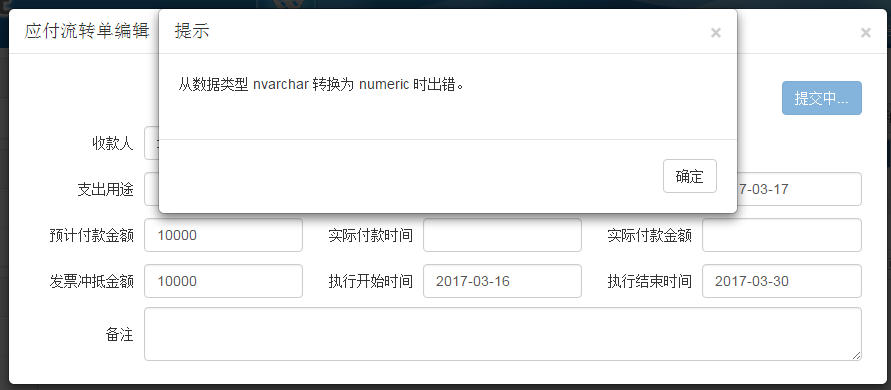 应付流转单编辑
×
提示
×
从数据类型 nvarchar 转换为 numeric 时出错。
确定
提交中...
收款人
支出用途
7-03-17
预计付款金额 10000 实际付款时间 实际付款金额
发票冲抵金额 10000 执行开始时间 2017-03-16 执行结束时间 2017-03-30
备注